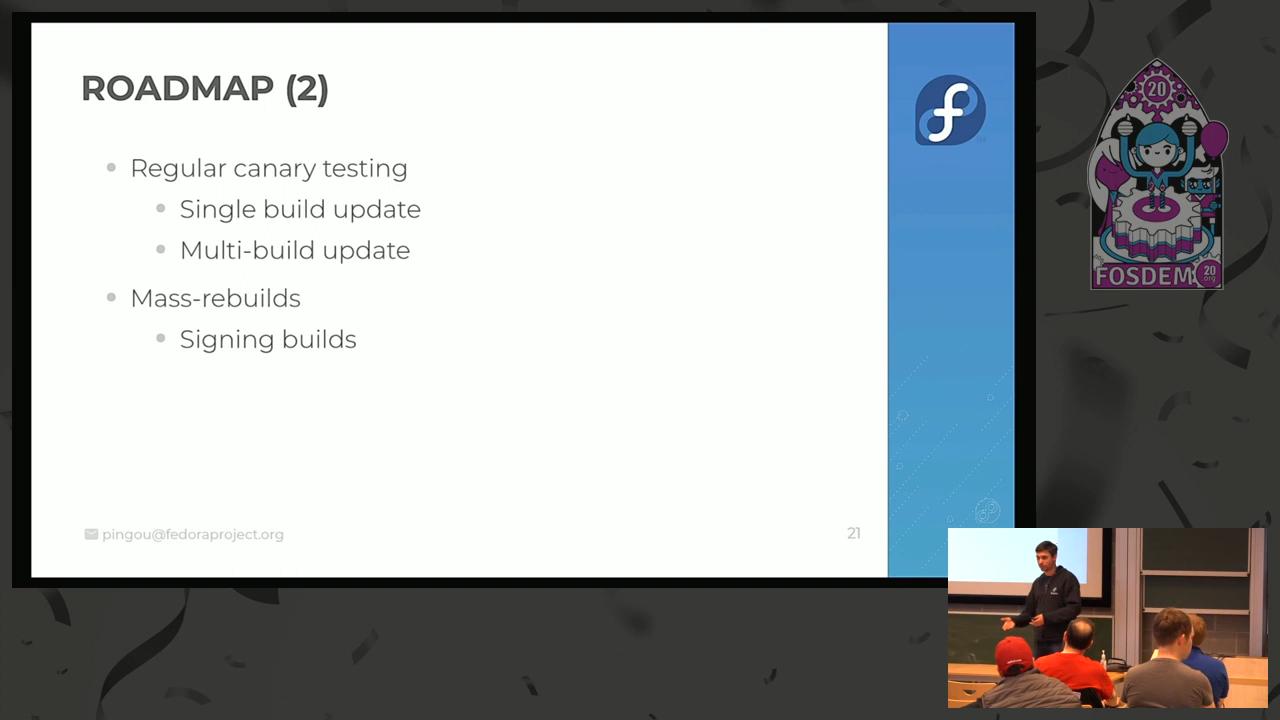 ROADMAP (2)
Regular canary testing
Single build update
Multi-build update
Mass-rebuilds
Signing builds
pingou@fedoraproject.org
21
20
FOSDEM
20
.org